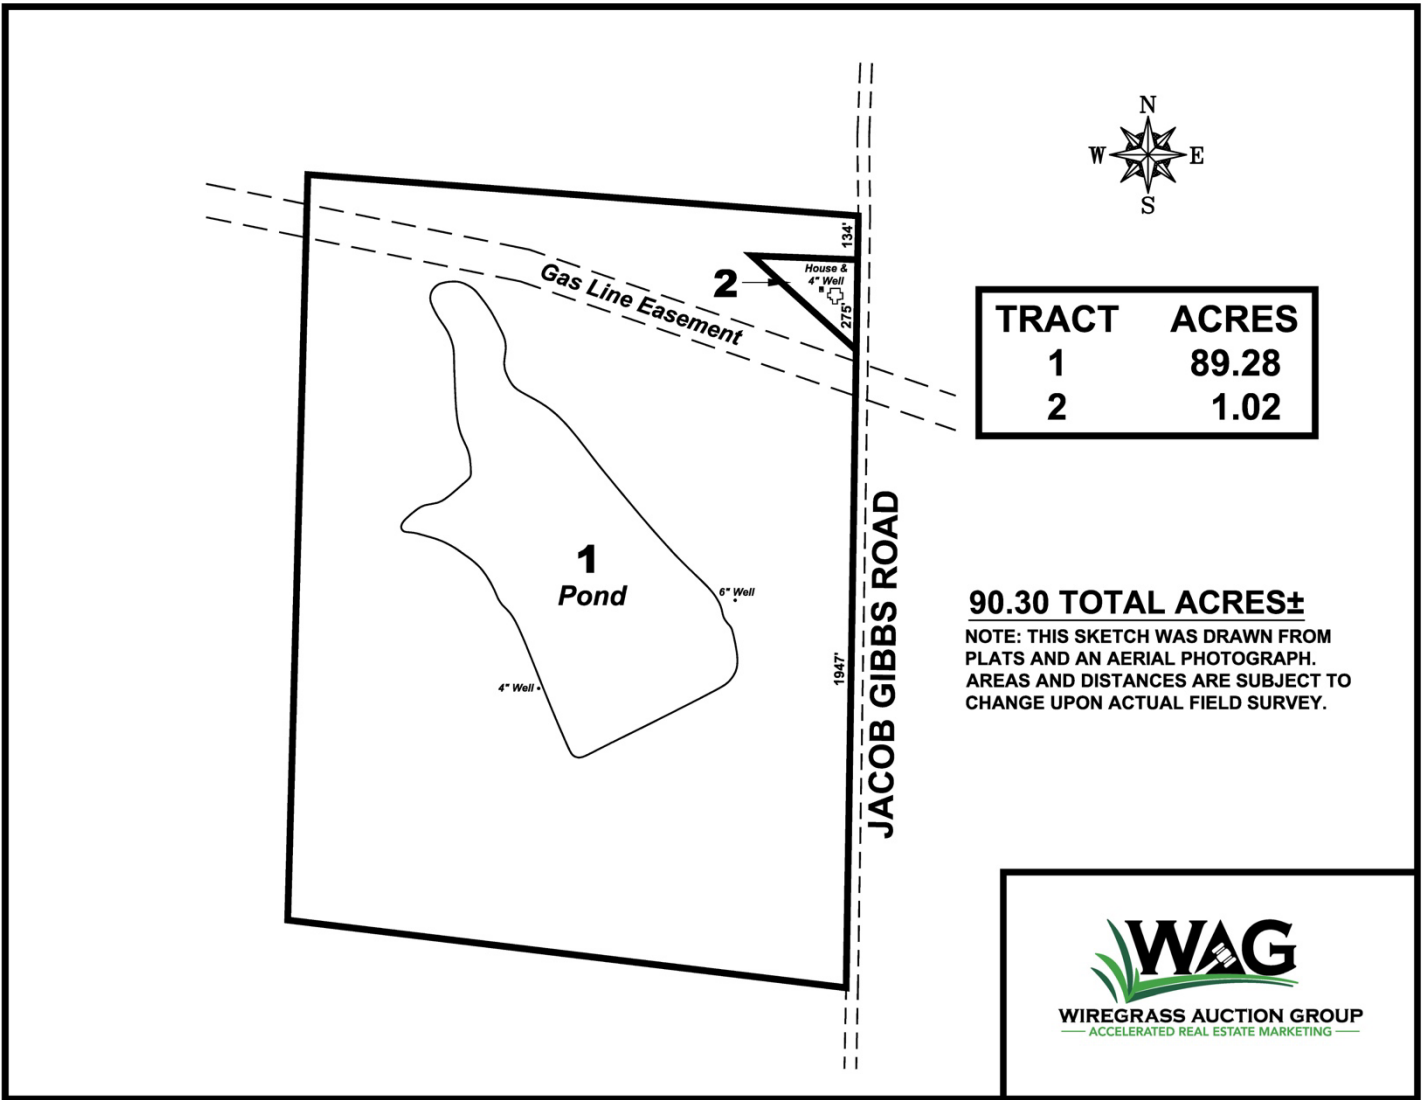 N
W E
S
134'
House &
4" Well
275'
2
Gas Line Easement
TRACT ACRES
1 89.28
2 1.02
1
Pond
6" Well
4" Well
1947'
JACOB GIBBS ROAD
90.30 TOTAL ACRES±
NOTE: THIS SKETCH WAS DRAWN FROM
PLATS AND AN AERIAL PHOTOGRAPH.
AREAS AND DISTANCES ARE SUBJECT TO
CHANGE UPON ACTUAL FIELD SURVEY.
WAG
WIREGRASS AUCTION GROUP
ACCELERATED REAL ESTATE MARKETING